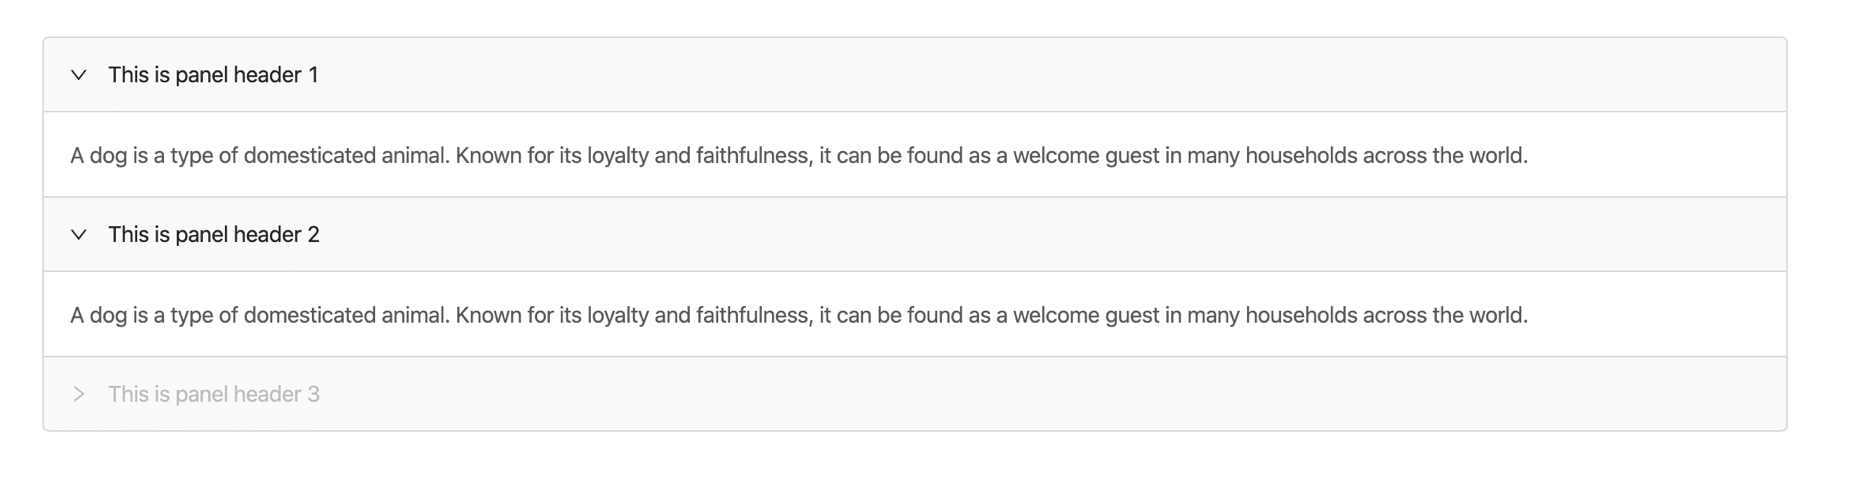 This is panel header 1
A dog is a type of domesticated animal. Known for its loyalty and faithfulness, it can be found as a welcome guest in many households across the world.
This is panel header 2
A dog is a type of domesticated animal. Known for its loyalty and faithfulness, it can be found as a welcome guest in many households across the world.
This is panel header 3